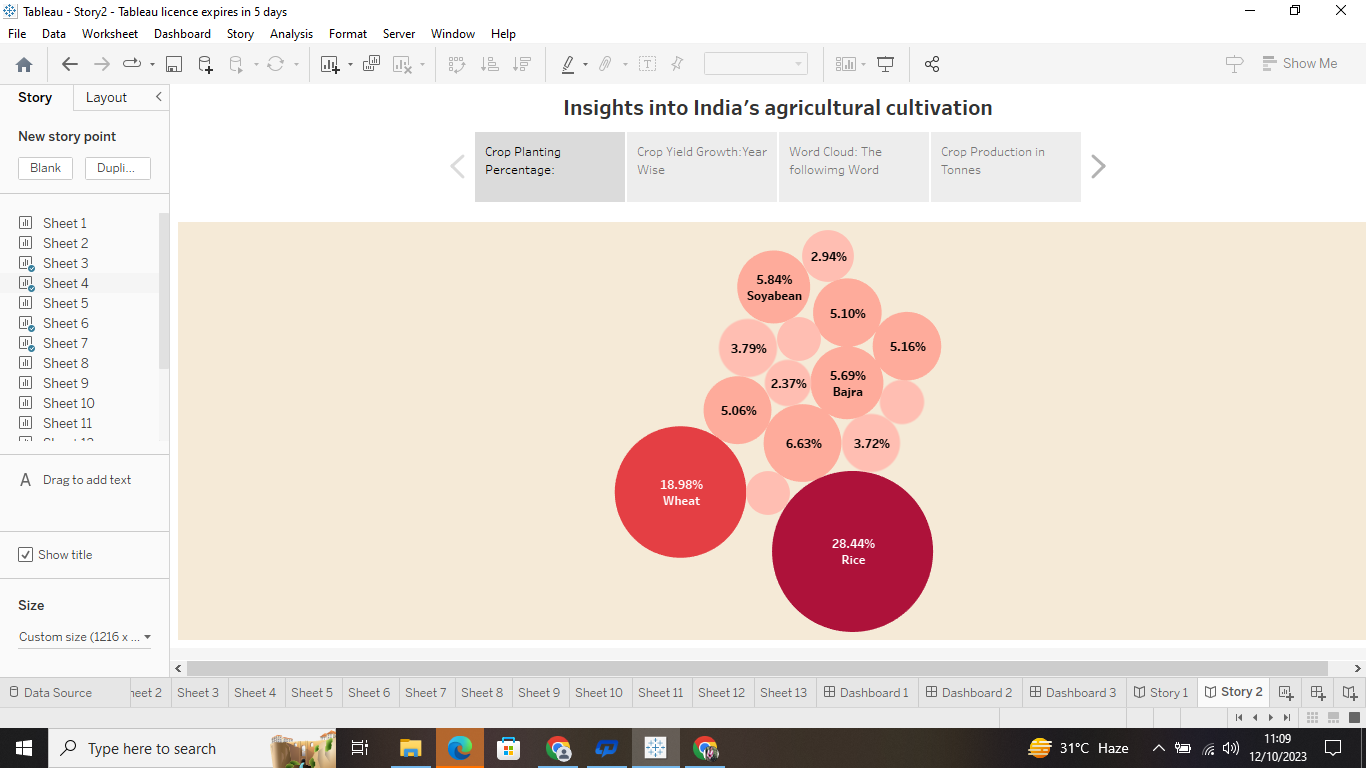 Tableau - Story2 - Tableau licence expires in 5 days
File Data Worksheet Dashboard Story Analysis Format Server Window Help
Show Me
Story Layout
New story point
Blank Dupli...
Sheet 1
Sheet 2
Sheet 3
Sheet 4
Sheet 5
Sheet 6
Sheet 7
Sheet 8
Sheet 9
Sheet 10
Sheet 11
A Drag to add text
Show title
Size
Custom size (1216 x ...
Insights into India's agricultural cultivation
Crop Planting
Percentage:
Crop Yield Growth:Year
Wise
Word Cloud: The
followimg Word
Crop Production in
Tonnes
2.94%
5.84%
Soyabean
5.10%
3.79%
5.16%
5.69%
Bajra
2.37%
5.06%
6.63%
3.72%
18.98%
Wheat
28.44%
Rice
Data Source heet 2 Sheet 3 Sheet 4 Sheet 5 Sheet 6 Sheet 7 Sheet 8 Sheet 9 Sheet 10 Sheet 11 Sheet 12 Sheet 13 Dashboard 1 Dashboard 2 Dashboard 3 Story 1 Story 2
Type here to search
31°C Haze
11:09
12/10/2023